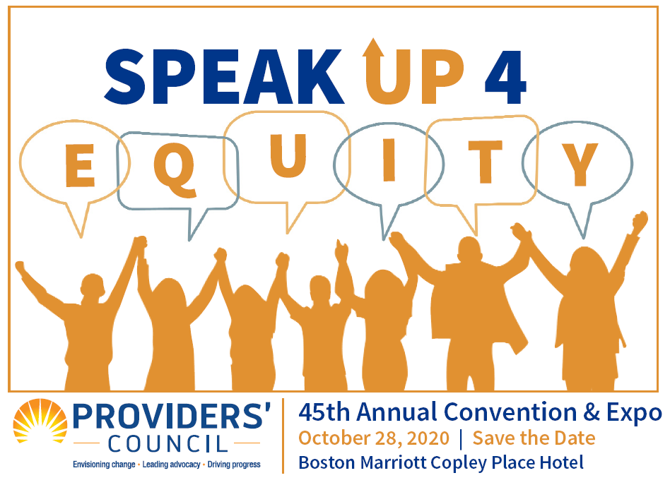 SPEAK UP 4
EQUITY
PROVIDERS'
COUNCIL
Envisioning change • Leading advocacy • Driving progress
45th Annual Convention & Expo
October 28, 2020 | Save the Date
Boston Marriott Copley Place Hotel